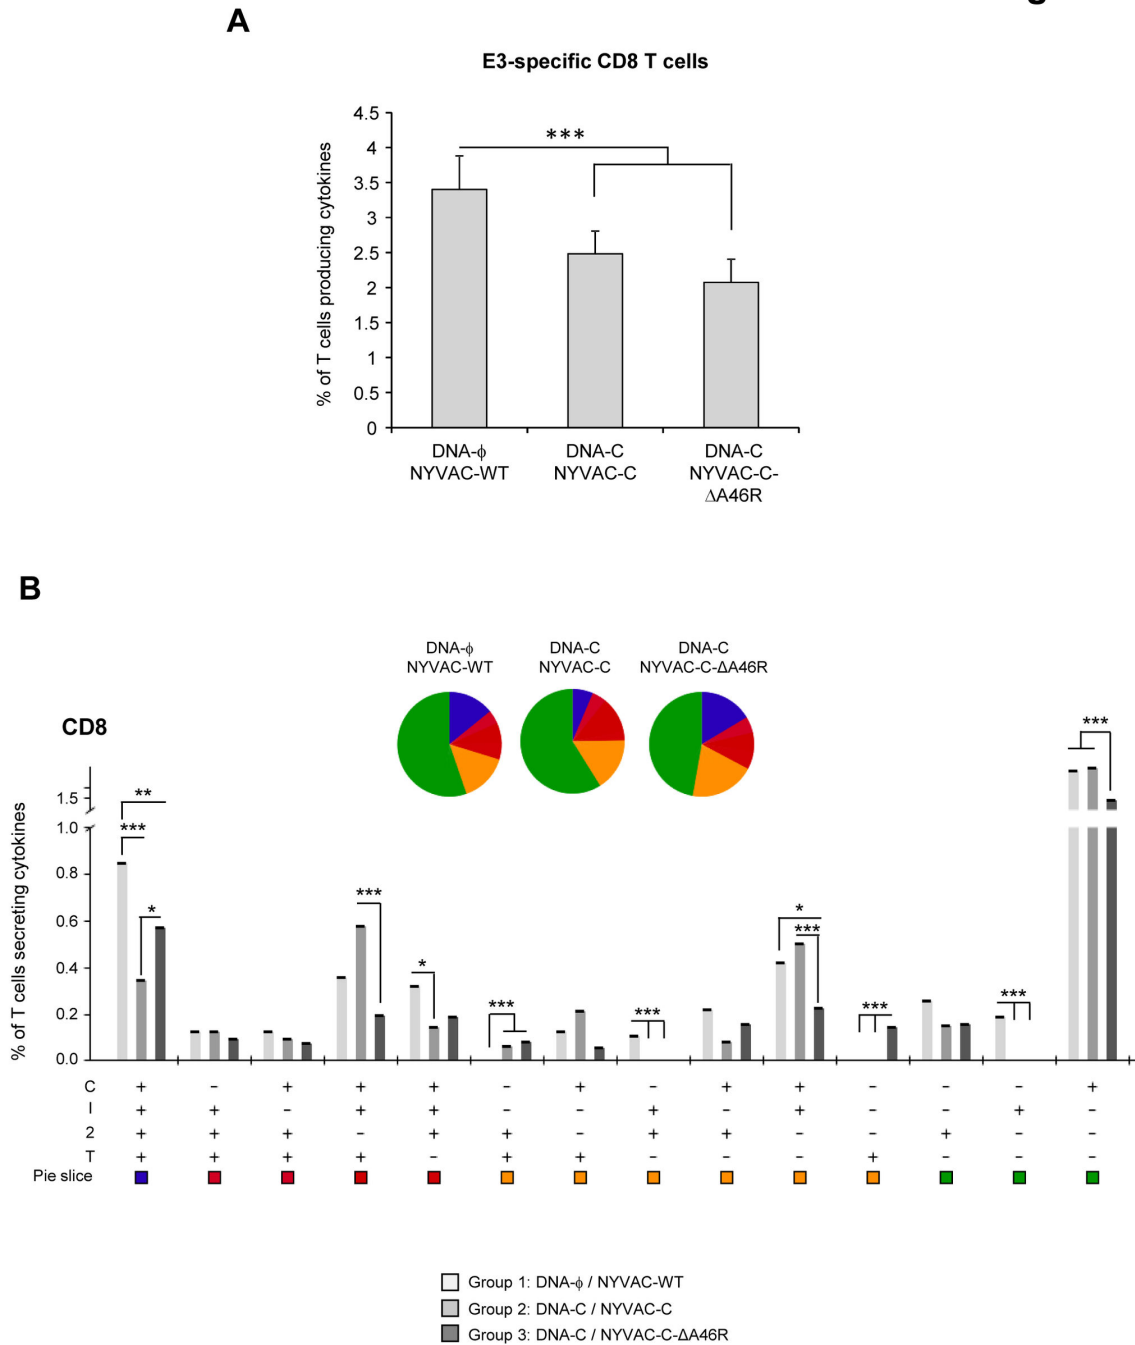 g
A
E3-specific CD8 T cells
% of T cells producing cytokines
4.5
4
3.5
3
2.5
2
1.5
1
0.5
0
***
DNA-ϕ
NYVAC-WT
DNA-C
NYVAC-C
DNA-C
NYVAC-C-
ΔA46R
B
DNA-ϕ
NYVAC-WT
DNA-C
NYVAC-C
DNA-C
NYVAC-C-ΔA46R
CD8
% of T cells secreting cytokines
1.5
1.0
0.8
0.6
0.4
0.2
0.0
**
***
*
***
*
***
***
*
***
***
***
***
C + − + + + − + − + + − − − +
I + + − + + − − + − + − − + −
2 + + + − + + − + + − − + − −
T + + + + − + + − − − + − − −
Pie slice
Group 1: DNA-ϕ / NYVAC-WT
Group 2: DNA-C / NYVAC-C
Group 3: DNA-C / NYVAC-C-ΔA46R